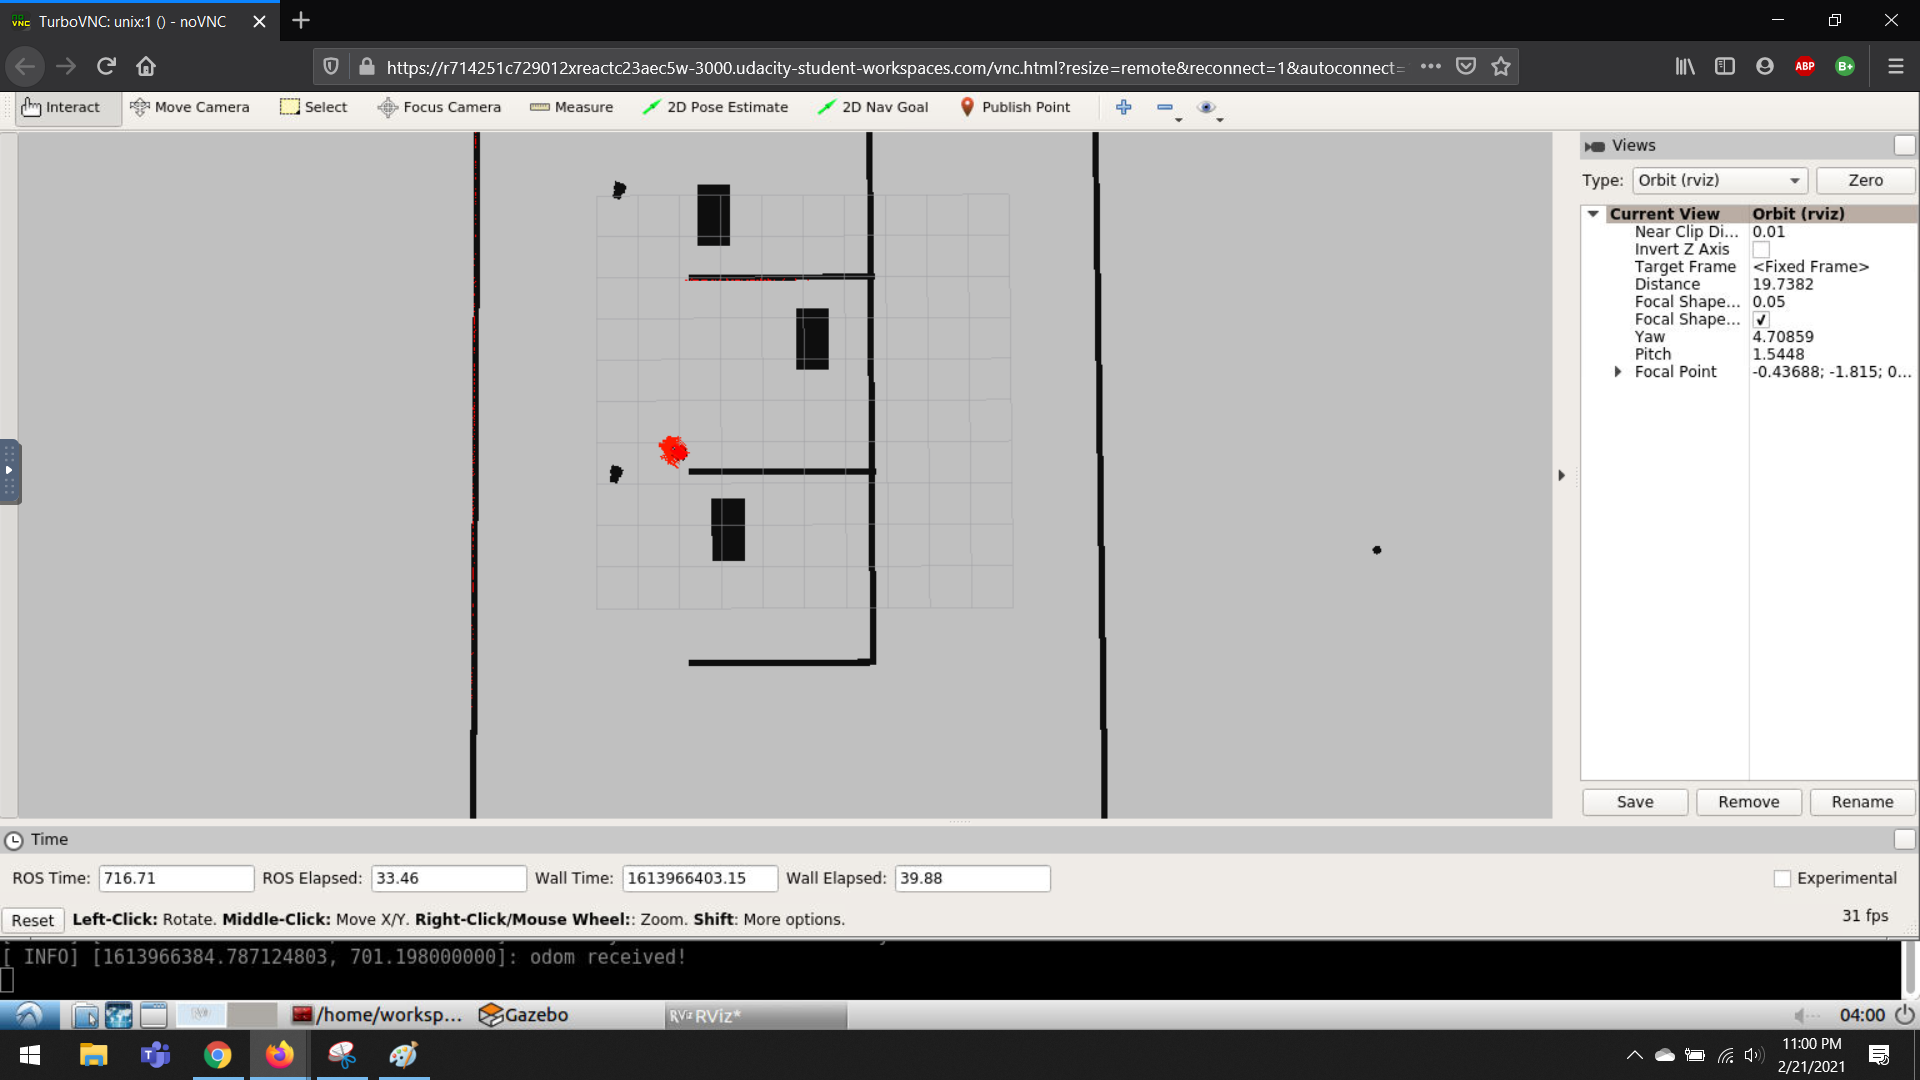 TurboVNC: unix:1 () - noVNC
https://r714251c729012xreactc23aec5w-3000.udacity-student-workspaces.com/vnc.html?resize=remote&reconnect=1&autoconnect=
ABP
B+
Interact
Move Camera
Select
Focus Camera
Measure
2D Pose Estimate
2D Nav Goal
Publish Point
Views
Type: Orbit (rviz) Zero
Current View Orbit (rviz)
Near Clip Di... 0.01
Invert Z Axis
Target Frame <Fixed Frame>
Distance 19.7382
Focal Shape... 0.05
Focal Shape...
Yaw 4.70859
Pitch 1.5448
Focal Point -0.43688; -1.815; 0...
Save Remove Rename
Time
ROS Time: 716.71 ROS Elapsed: 33.46 Wall Time: 1613966403.15 Wall Elapsed: 39.88 Experimental
Reset Left-Click: Rotate. Middle-Click: Move X/Y. Right-Click/Mouse Wheel:: Zoom. Shift: More options. 31 fps
[ INFO] [1613966384.787124803, 701.198000000]: odom received!
/home/worksp... Gazebo RViz RViz* 04:00
11:00 PM
2/21/2021